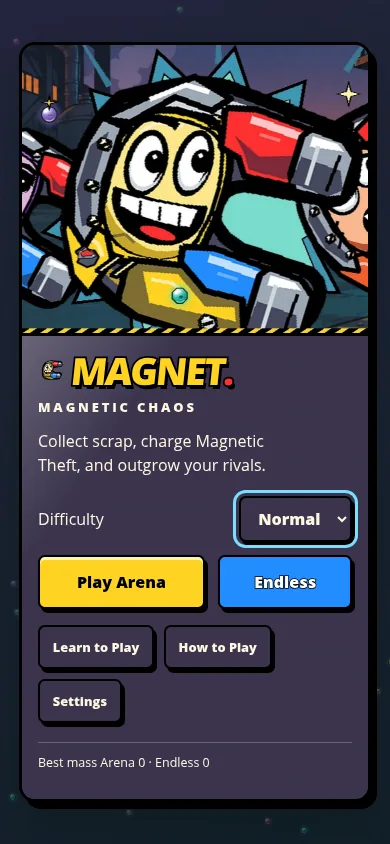 MAGNET.
MAGNETIC CHAOS
Collect scrap, charge Magnetic
Theft, and outgrow your rivals.
Difficulty Normal
Play Arena Endless
Learn to Play How to Play
Settings
Best mass Arena 0 · Endless 0